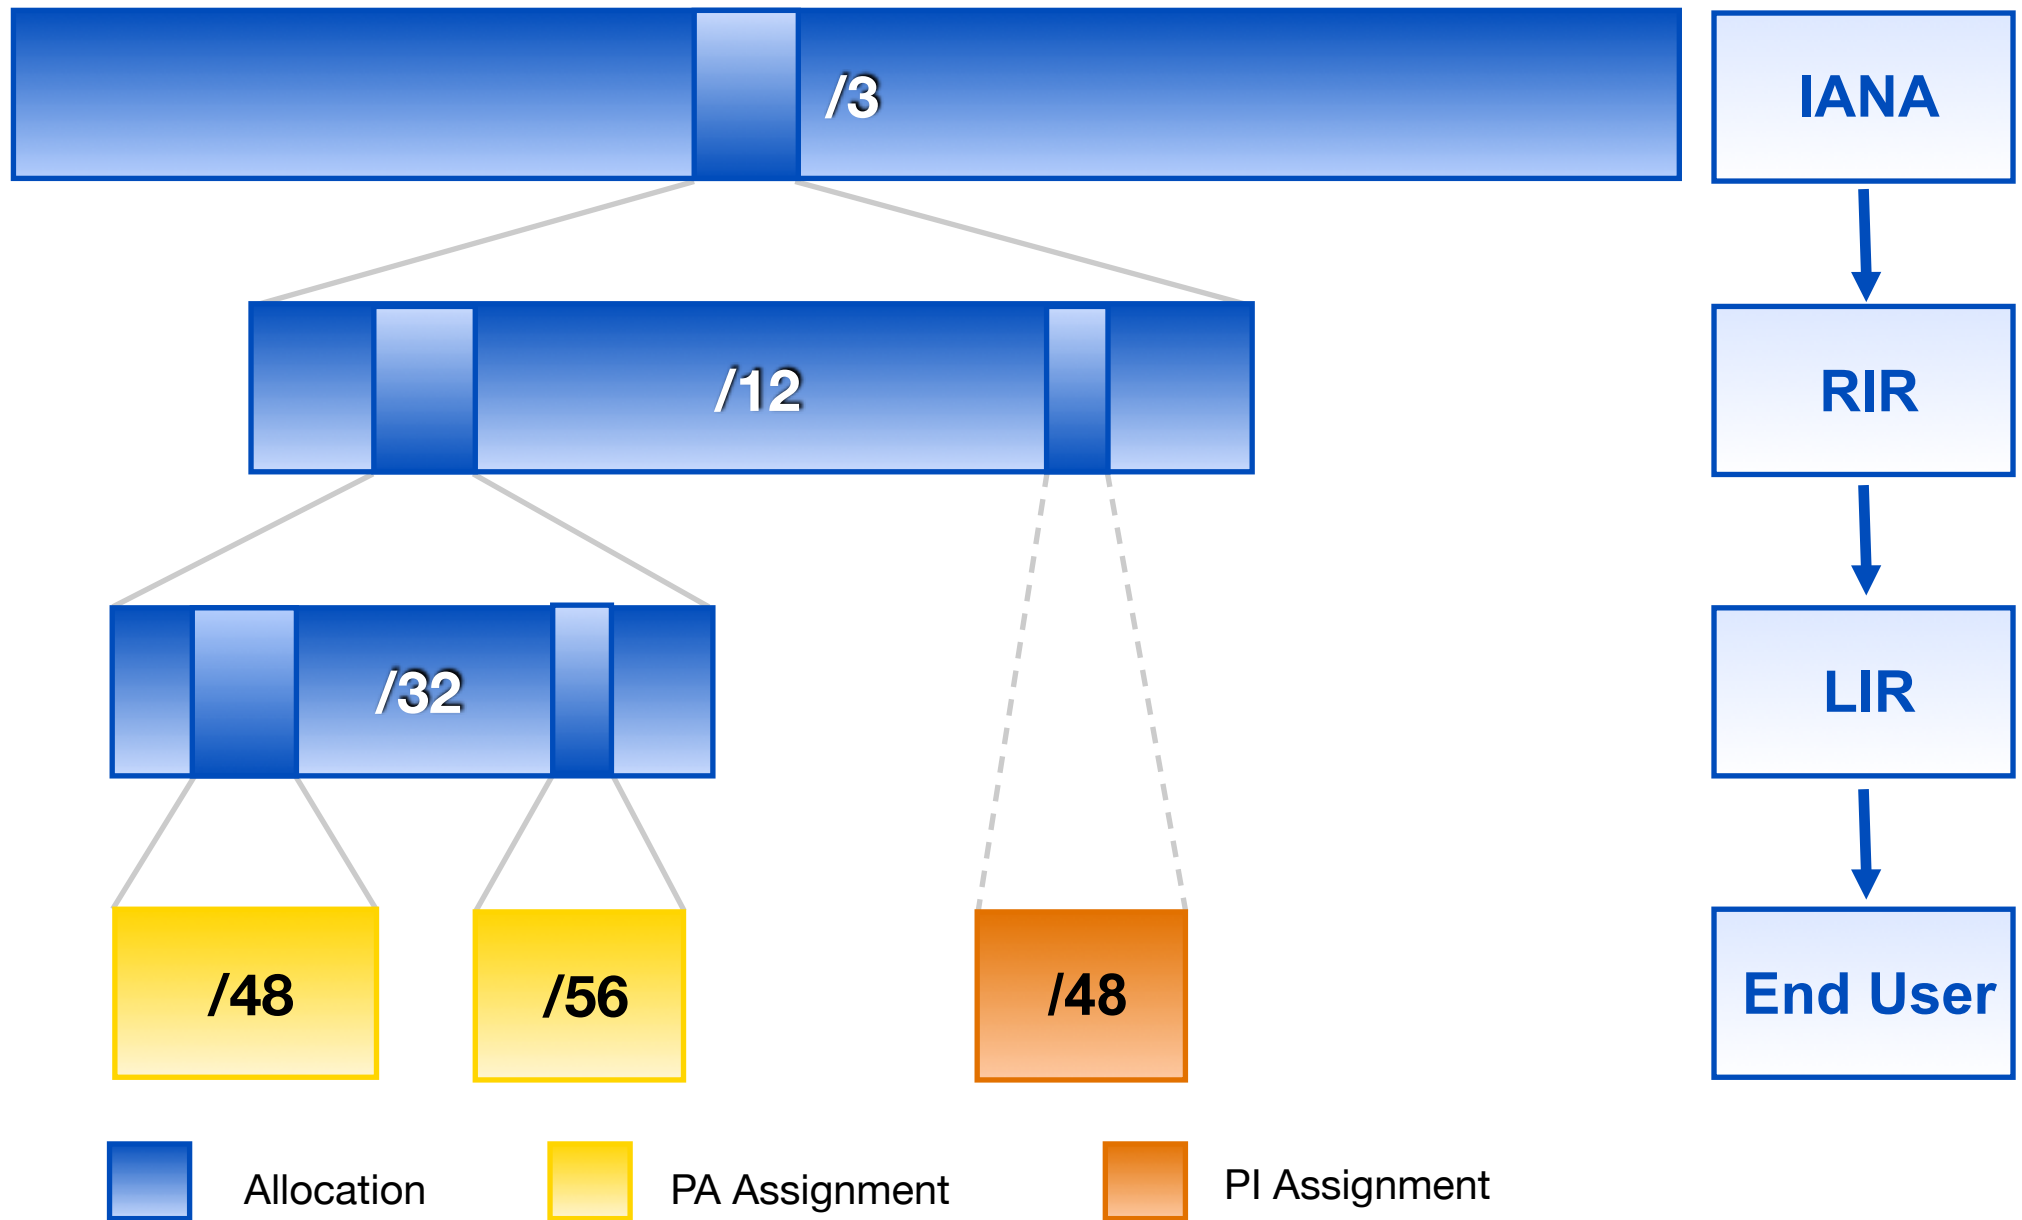 /3
IANA
/12
RIR
/32
LIR
/48
/56
/48
End User
Allocation
PA Assignment
PI Assignment